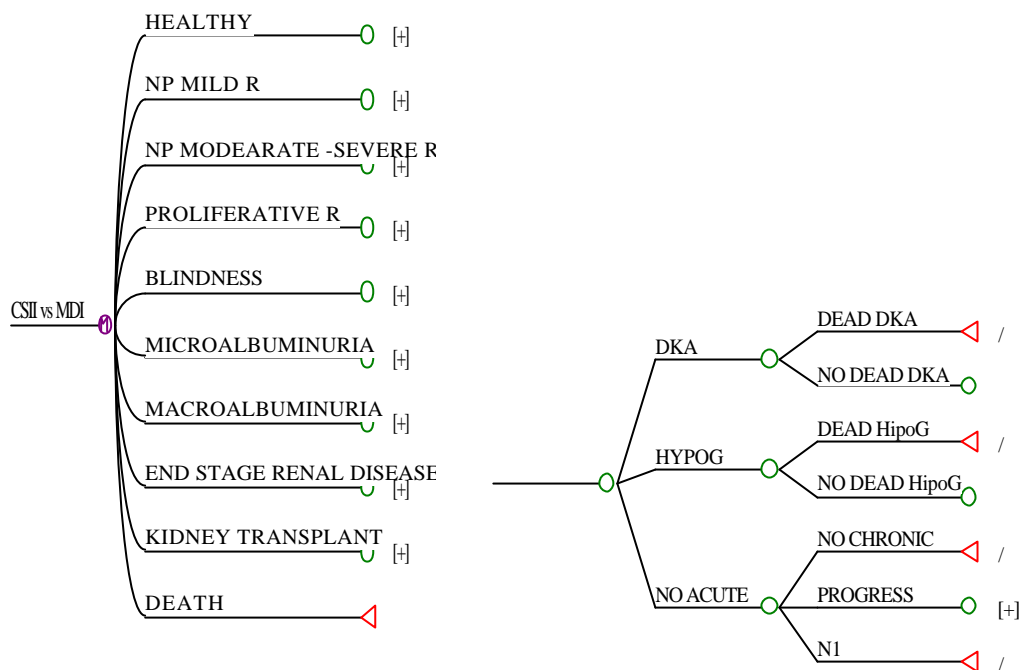 HEALTHY
[+]
NP MILD R
[+]
NP MODEARATE -SEVERE R
[+]
PROLIFERATIVE R
[+]
BLINDNESS
[+]
CSII vs MDI
M
MICROALBUMINURIA
[+]
MACROALBUMINURIA
[+]
END STAGE RENAL DISEASE
[+]
KIDNEY TRANSPLANT
[+]
DEATH
DKA
DEAD DKA
/
NO DEAD DKA
HYPOG
DEAD HipoG
/
NO DEAD HipoG
NO ACUTE
NO CHRONIC
/
PROGRESS
[+]
N1
/